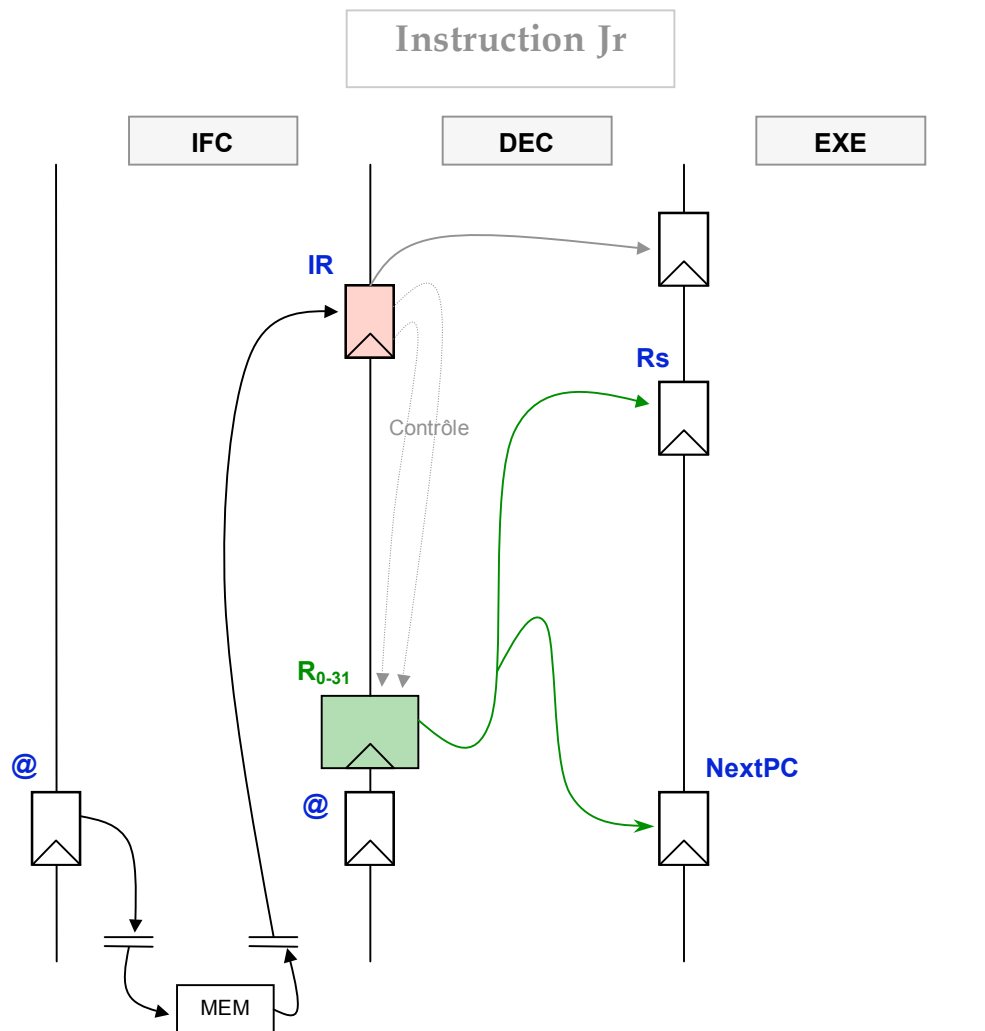 Instruction Jr
IFC
DEC
EXE
IR
Rs
Contrôle
R0-31
@
NextPC
@
MEM